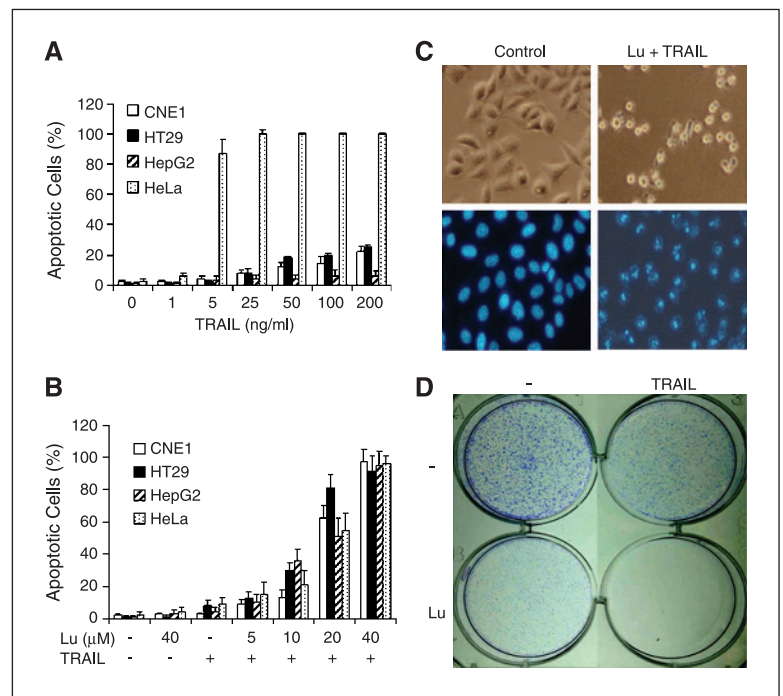 A
120
100
80
60
40
20
0
Apoptotic Cells (%)
CNE1
HT29
HepG2
HeLa
0 1 5 25 50 100 200
TRAIL (ng/ml)
B
120
100
80
60
40
20
0
Apoptotic Cells (%)
CNE1
HT29
HepG2
HeLa
Lu (μM) - 40 - 5 10 20 40
TRAIL - - + + + + +
C
Control Lu + TRAIL
D
- TRAIL
-
Lu